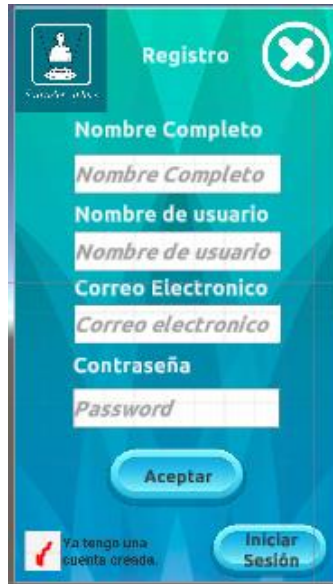 Registro
Nombre Completo
Nombre Completo
Nombre de usuario
Nombre de usuario
Correo Electronico
Correo electronico
Contraseña
Password
Aceptar
Ya tengo una
cuenta creada.
Iniciar
Sesión